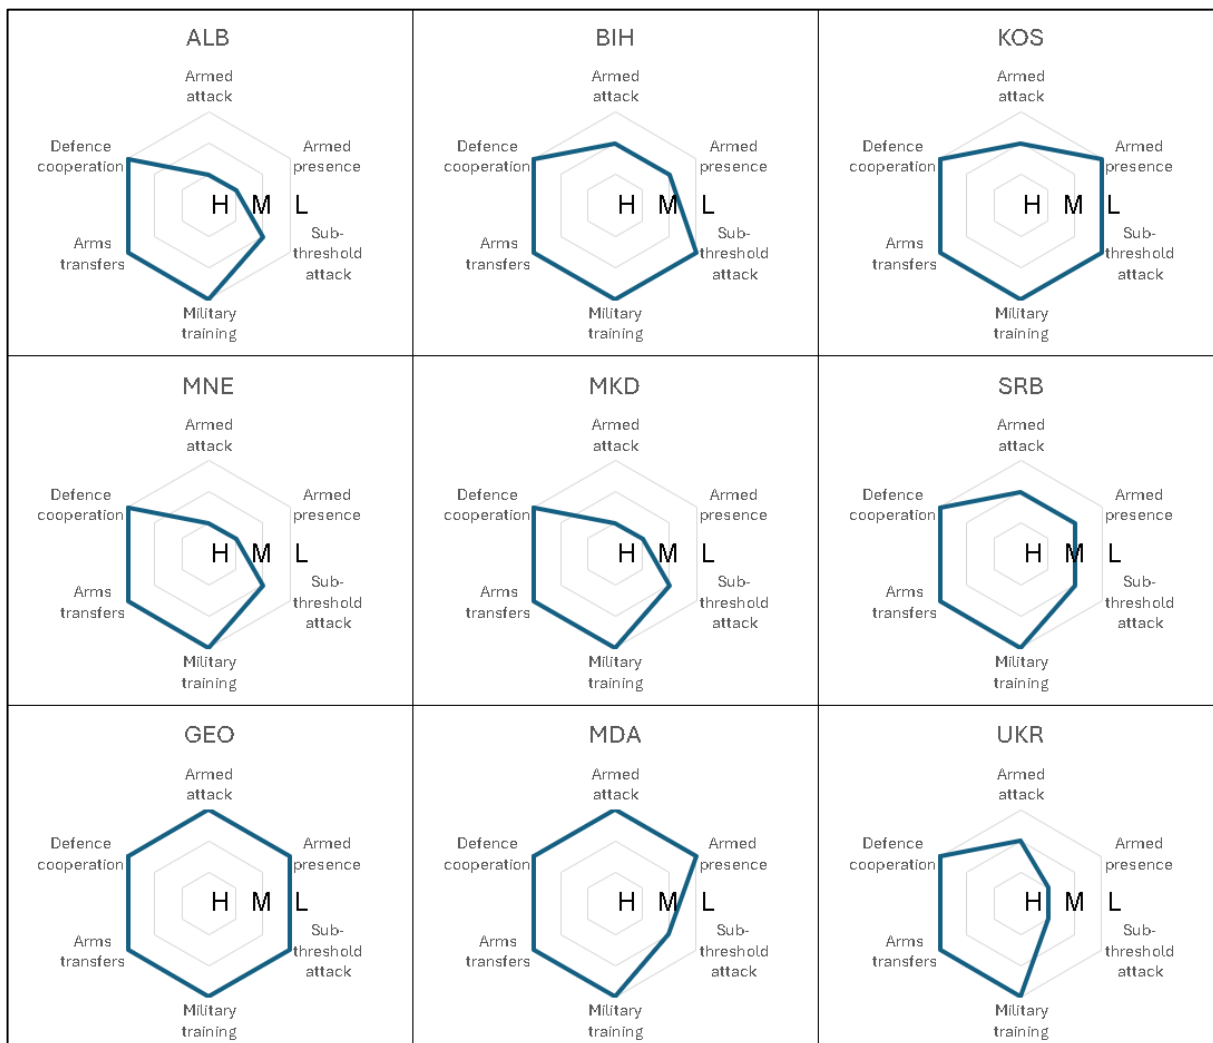 ALB
Armed
attack
Defence
cooperation
Armed
presence
H M L
Arms
transfers
Sub-
threshold
attack
Military
training
BIH
Armed
attack
Defence
cooperation
Armed
presence
H M L
Arms
transfers
Sub-
threshold
attack
Military
training
KOS
Armed
attack
Defence
cooperation
Armed
presence
H M L
Arms
transfers
Sub-
threshold
attack
Military
training
MNE
Armed
attack
Defence
cooperation
Armed
presence
H M L
Arms
transfers
Sub-
threshold
attack
Military
training
MKD
Armed
attack
Defence
cooperation
Armed
presence
H M L
Arms
transfers
Sub-
threshold
attack
Military
training
SRB
Armed
attack
Defence
cooperation
Armed
presence
H M L
Arms
transfers
Sub-
threshold
attack
Military
training
GEO
Armed
attack
Defence
cooperation
Armed
presence
H M L
Arms
transfers
Sub-
threshold
attack
Military
training
MDA
Armed
attack
Defence
cooperation
Armed
presence
H M L
Arms
transfers
Sub-
threshold
attack
Military
training
UKR
Armed
attack
Defence
cooperation
Armed
presence
H M L
Arms
transfers
Sub-
threshold
attack
Military
training